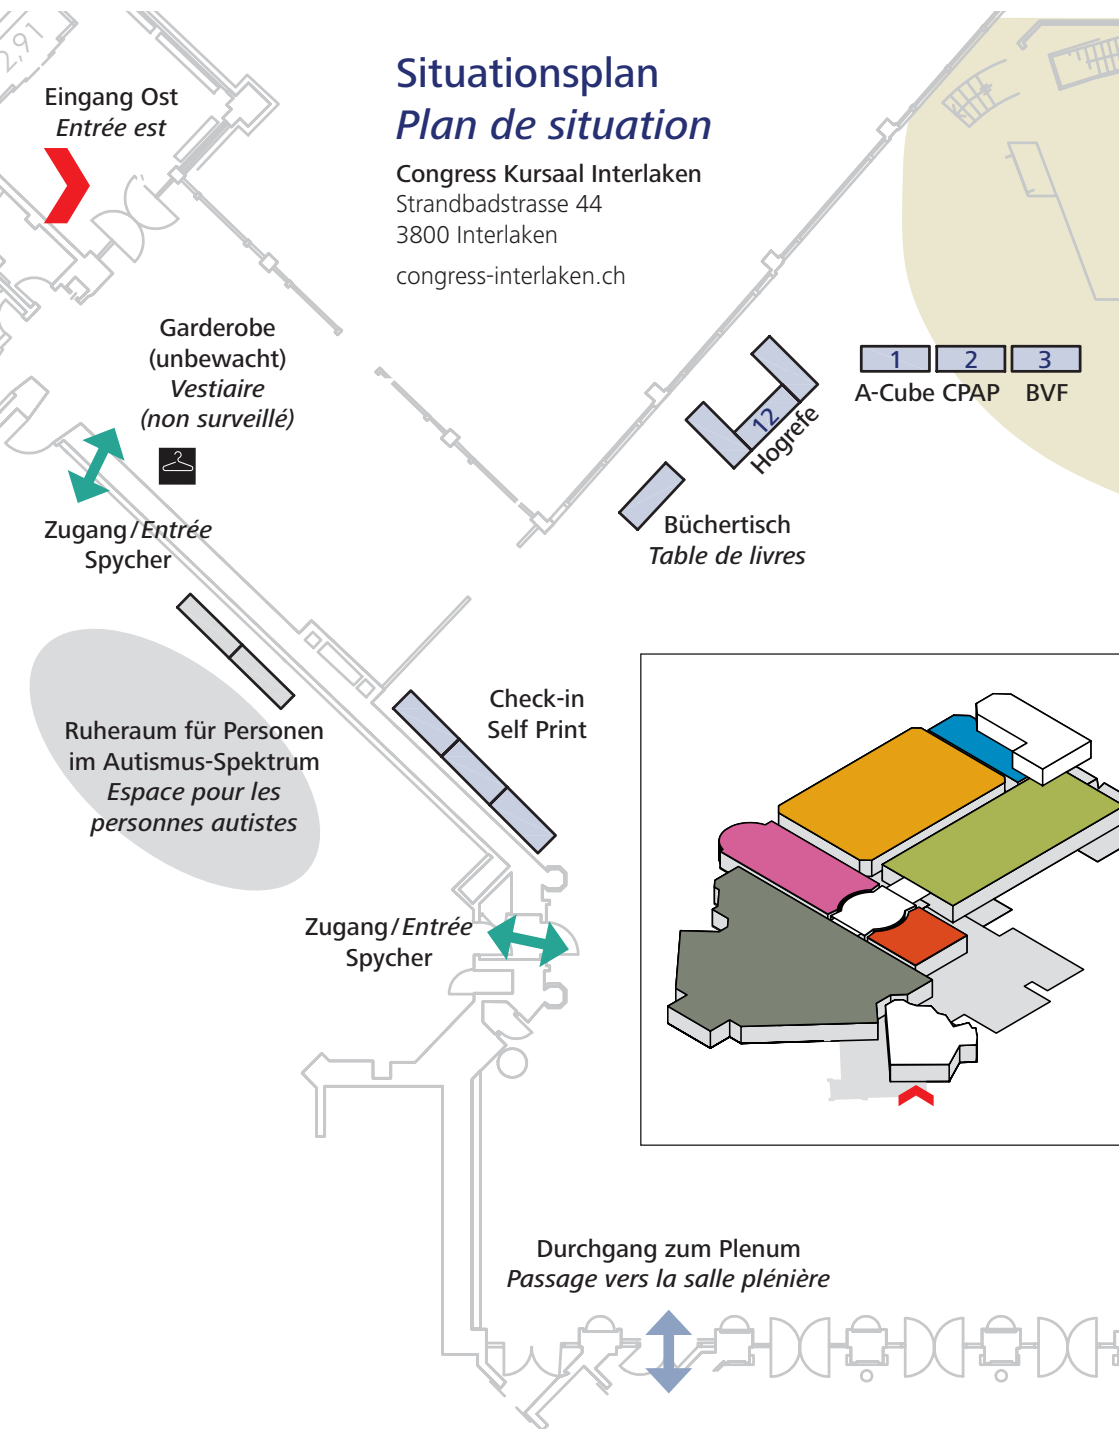 2,91
Eingang Ost
Entrée est
Situationsplan
Plan de situation
Congress Kursaal Interlaken
Strandbadstrasse 44
3800 Interlaken
congress-interlaken.ch
Garderobe
(unbewacht)
Vestiaire
(non surveillé)
1
2
3
A-Cube
CPAP
BVF
12
Hogrefe
Büchertisch
Table de livres
Zugang/Entrée
Spycher
Ruheraum für Personen
im Autismus-Spektrum
Espace pour les
personnes autistes
Check-in
Self Print
Zugang/Entrée
Spycher
Durchgang zum Plenum
Passage vers la salle plénière